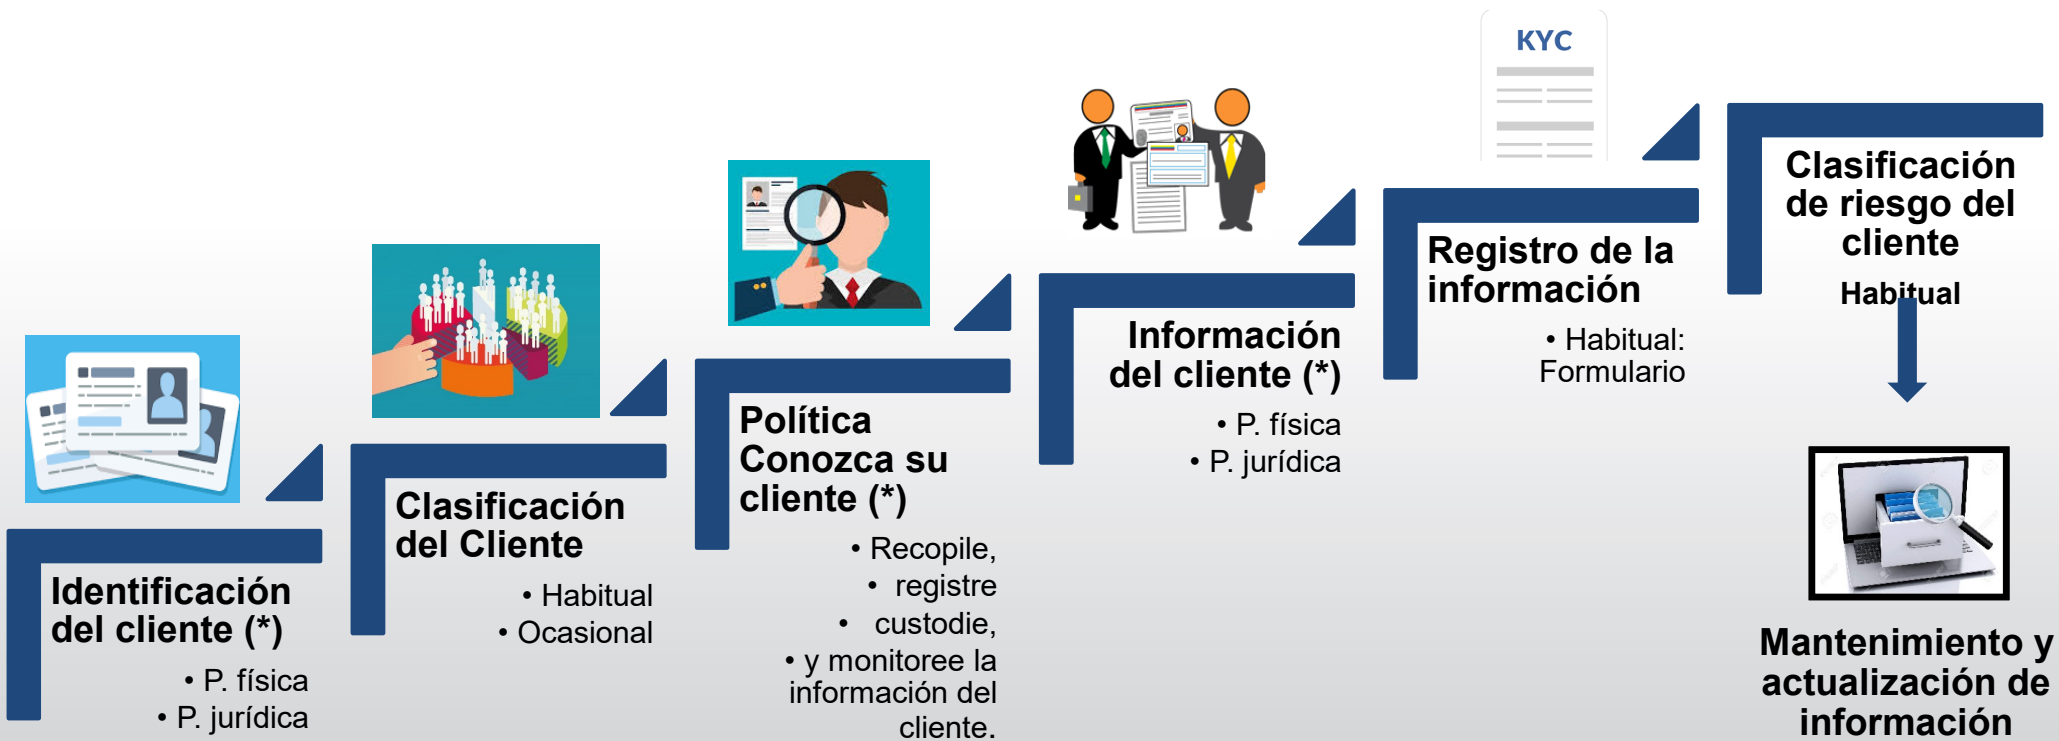 Identificación
del cliente (*)
• P. física
• P. jurídica
Clasificación
del Cliente
• Habitual
• Ocasional
Política
Conozca su
cliente (*)
• Recopile,
• registre
• custodie,
• y monitoree la
información del
cliente.
Información
del cliente (*)
• P. física
• P. jurídica
KYC
Registro de la
información
• Habitual:
Formulario
Clasificación
de riesgo del
cliente
Habitual
Mantenimiento y
actualización de
información